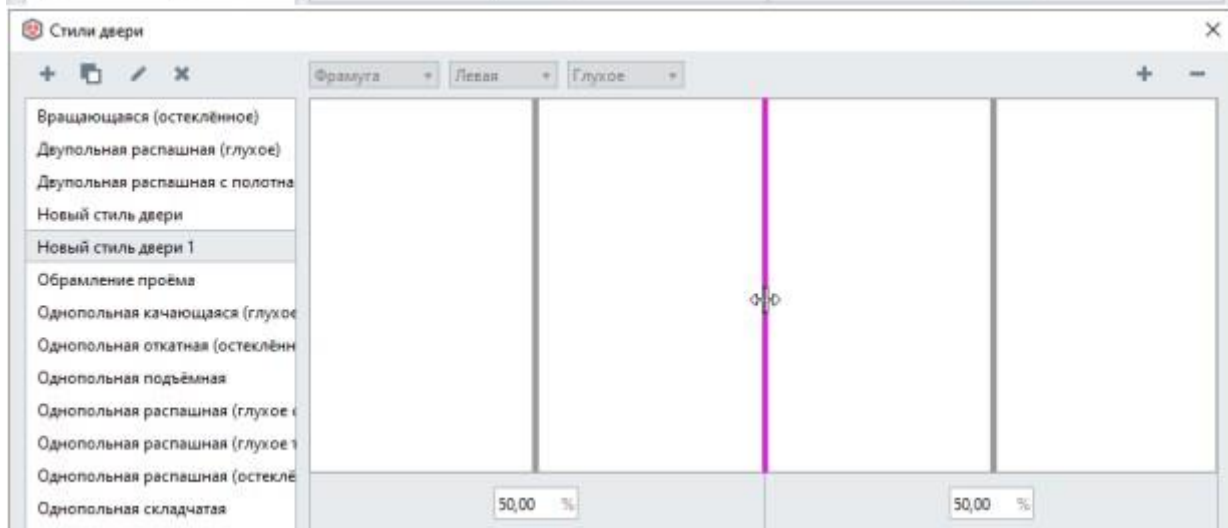 Стили двери
Фрамуга Левая Глухое
Вращающаяся (остеклённое)
Двупольная распашная (глухое)
Двупольная распашная с полотна
Новый стиль двери
Новый стиль двери 1
Обрамление проёма
Однопольная качающаяся (глухое
Однопольная откатная (остеклённ
Однопольная подъёмная
Однопольная распашная (глухое
Однопольная распашная (глухое
Однопольная распашная (остеклё
Однопольная складчатая
50,00 % 50,00 %